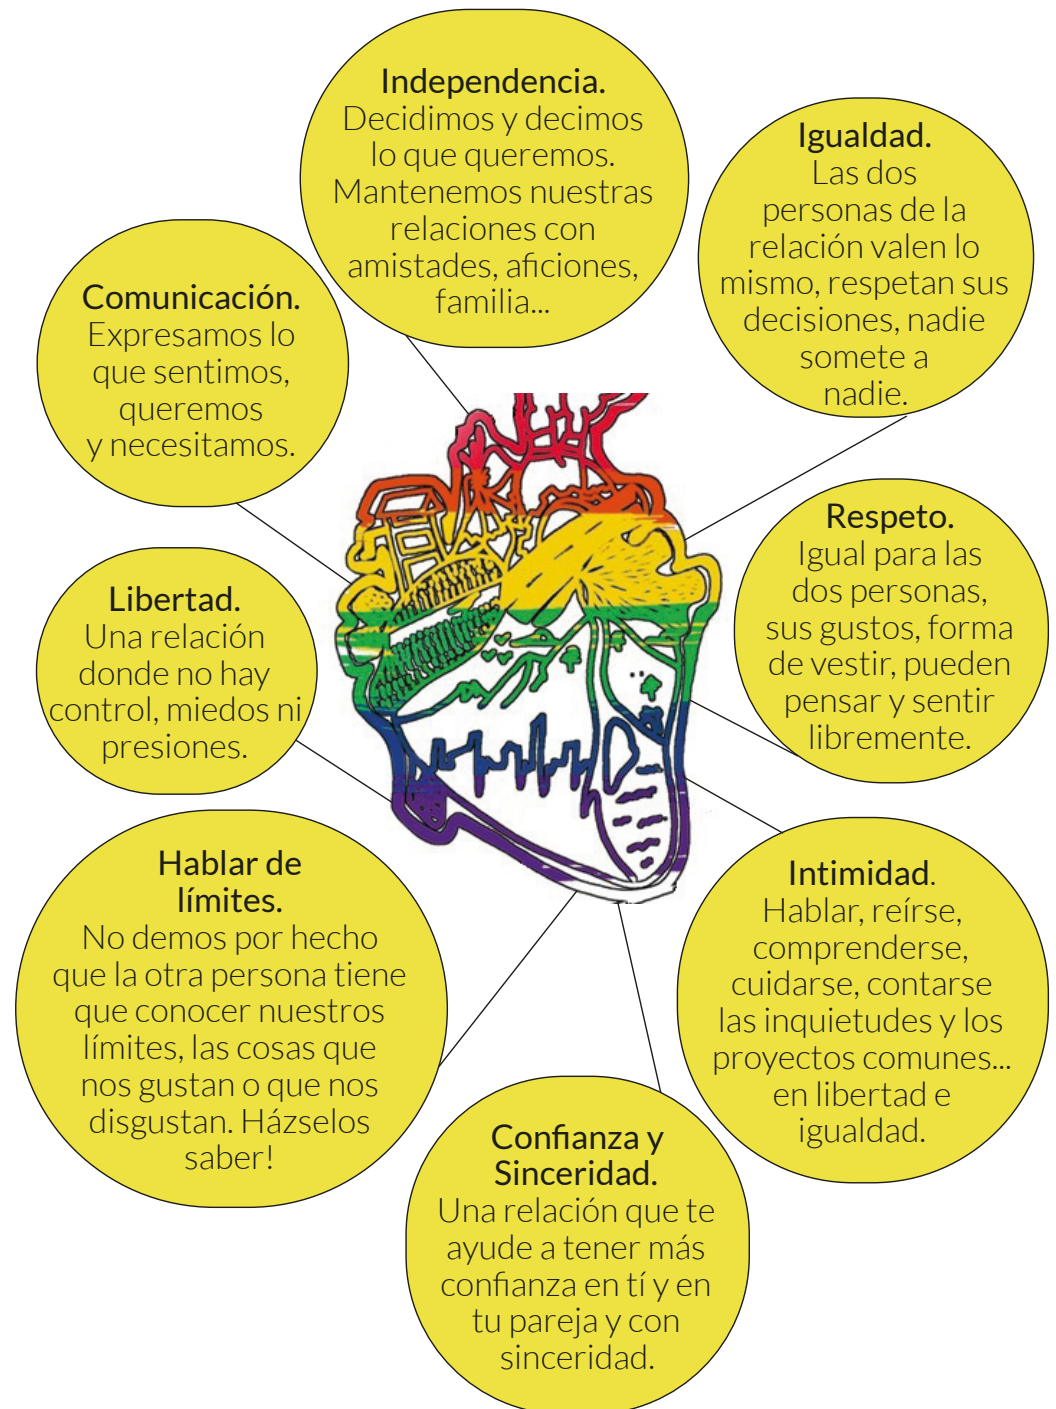 Independencia.
Decidimos y decimos
lo que queremos.
Mantenemos nuestras
relaciones con
amistades, aficiones,
familia...
Igualdad.
Las dos
personas de la
relación valen lo
mismo, respetan sus
decisiones, nadie
somete a
nadie.
Comunicación.
Expresamos lo
que sentimos,
queremos
y necesitamos.
Respeto.
Igual para las
dos personas,
sus gustos, forma
de vestir, pueden
pensar y sentir
libremente.
Libertad.
Una relación
donde no hay
control, miedos ni
presiones.
Hablar de
límites.
No demos por hecho
que la otra persona tiene
que conocer nuestros
límites, las cosas que
nos gustan o que nos
disgustan. Házselos
saber!
Intimidad.
Hablar, reírse,
comprenderse,
cuidarse, contarse
las inquietudes y los
proyectos comunes...
en libertad e
igualdad.
Confianza y
Sinceridad.
Una relación que te
ayude a tener más
confianza en tí y en
tu pareja y con
sinceridad.